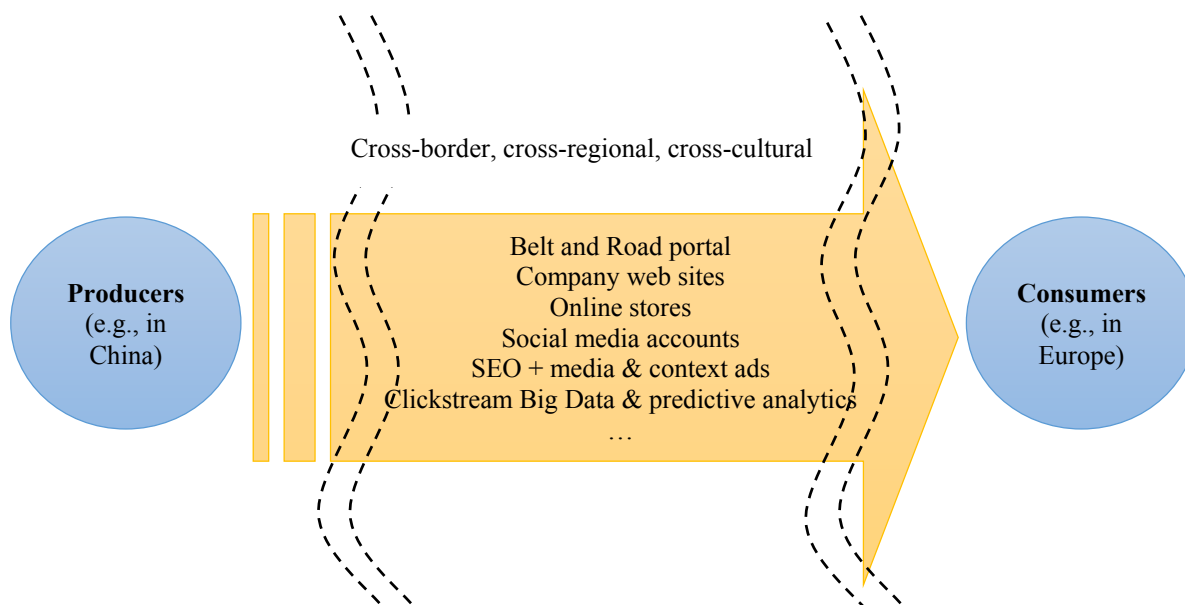 Cross-border, cross-regional, cross-cultural
Producers
(e.g., in
China)
Belt and Road portal
Company web sites
Online stores
Social media accounts
SEO + media & context ads
Clickstream Big Data & predictive analytics
…
Consumers
(e.g., in
Europe)